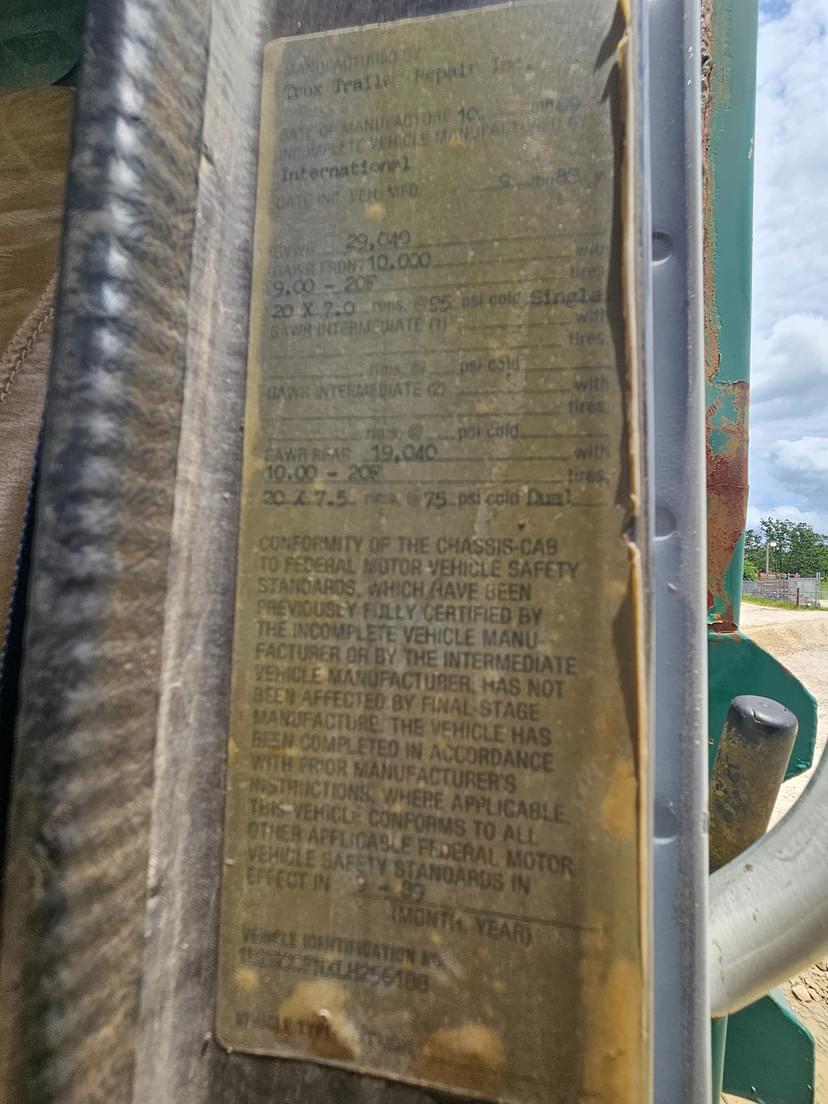 MANUFACTURED BY
Trux Trailer Repair Inc.
DATE OF MANUFACTURE 10 89
INCOMPLETE VEHICLE MANUFACTURED BY
International
DATE INC. VEH. MFD. 9
GVWR 29,040
GAWR FRONT 10.000 with
9.00 - 20F tires,
20 X 7.0 rims, @ 95 psi cold Single
GAWR INTERMEDIATE (1) with
tires,
rims, @ psi cold
GAWR INTERMEDIATE (2) with
tires,
rims, @ psi cold
GAWR REAR 19,040 with
10.00 - 20F tires,
20 X 7.5 rims, @ 75 psi cold Dual
CONFORMITY OF THE CHASSIS-CAB
TO FEDERAL MOTOR VEHICLE SAFETY
STANDARDS, WHICH HAVE BEEN
PREVIOUSLY FULLY CERTIFIED BY
THE INCOMPLETE VEHICLE MANU-
FACTURER OR BY THE INTERMEDIATE
VEHICLE MANUFACTURER, HAS NOT
BEEN AFFECTED BY FINAL-STAGE
MANUFACTURE. THE VEHICLE HAS
BEEN COMPLETED IN ACCORDANCE
WITH PRIOR MANUFACTURER'S
INSTRUCTIONS, WHERE APPLICABLE.
THIS VEHICLE CONFORMS TO ALL
OTHER APPLICABLE FEDERAL MOTOR
VEHICLE SAFETY STANDARDS IN
EFFECT IN 9 - 89
(MONTH, YEAR)
VEHICLE IDENTIFICATION NO.
VEHICLE TYPE